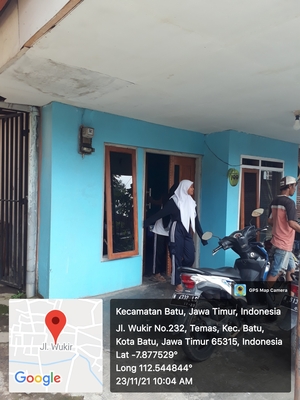 GPS Map Camera
Kecamatan Batu, Jawa Timur, Indonesia
Jl. Wukir No.232, Temas, Kec. Batu,
Kota Batu, Jawa Timur 65315, Indonesia
Lat -7.877529°
Long 112.544844°
23/11/21 10:04 AM
Jl. Wukir
Google